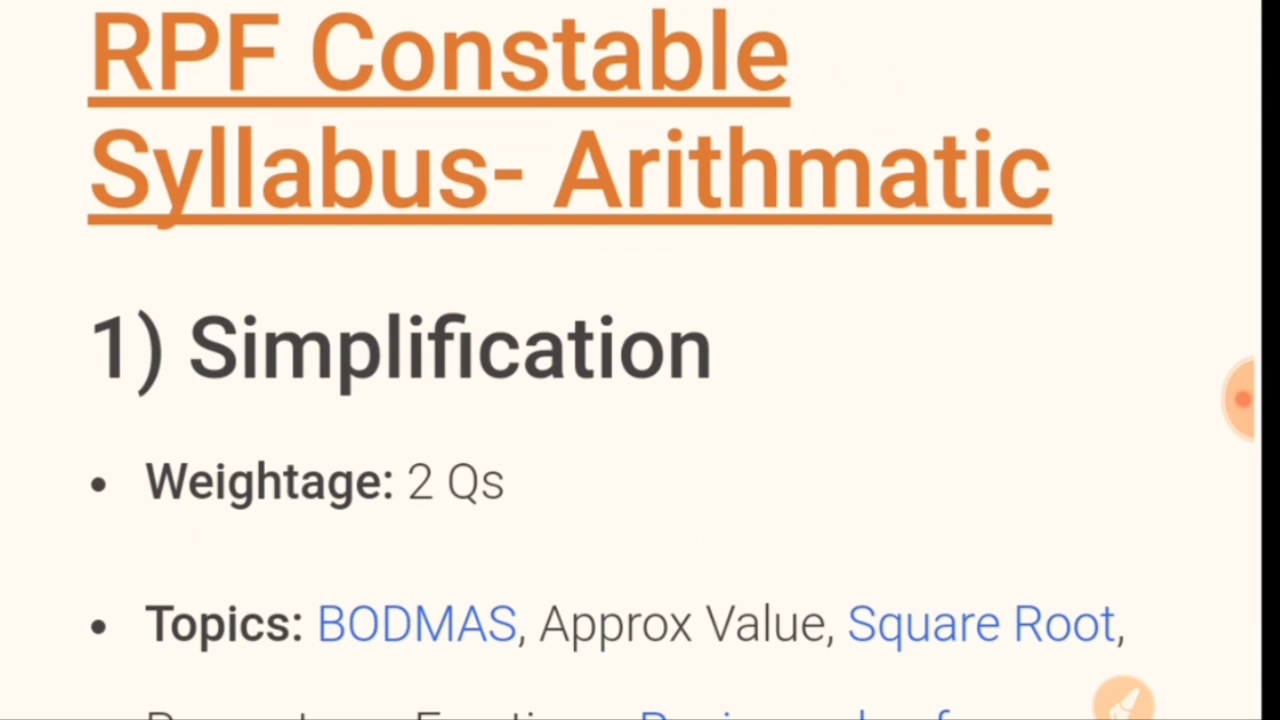 RPF Constable
Syllabus- Arithmatic
1) Simplification
• Weightage: 2 Qs
• Topics: BODMAS, Approx Value, Square Root,